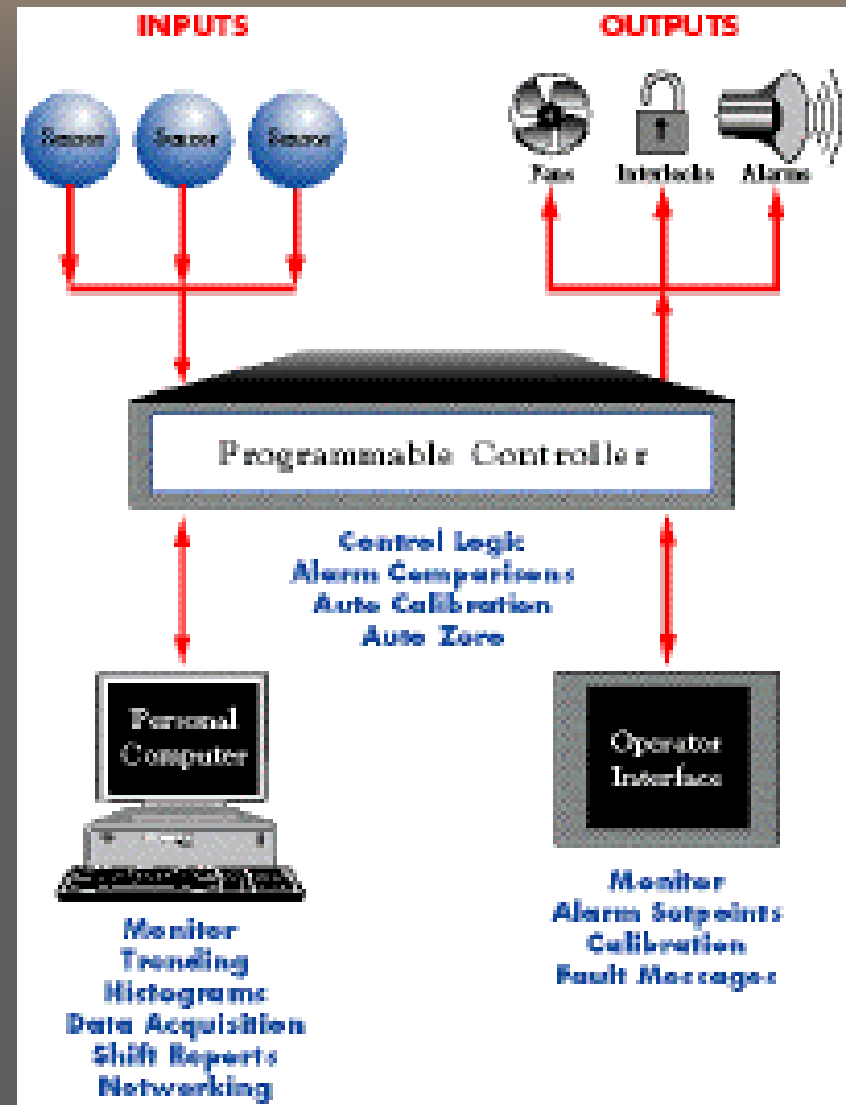 INPUTS
OUTPUTS
Sensor
Sensor
Sensor
Fans
Interlocks
Alarms
Programmable Controller
Control Logic
Alarm Comparisons
Auto Calibration
Auto Zero
Personal
Computer
Operator
Interface
Monitor
Trending
Histograms
Data Acquisition
Shift Reports
Networking
Monitor
Alarm Setpoints
Calibration
Fault Messages